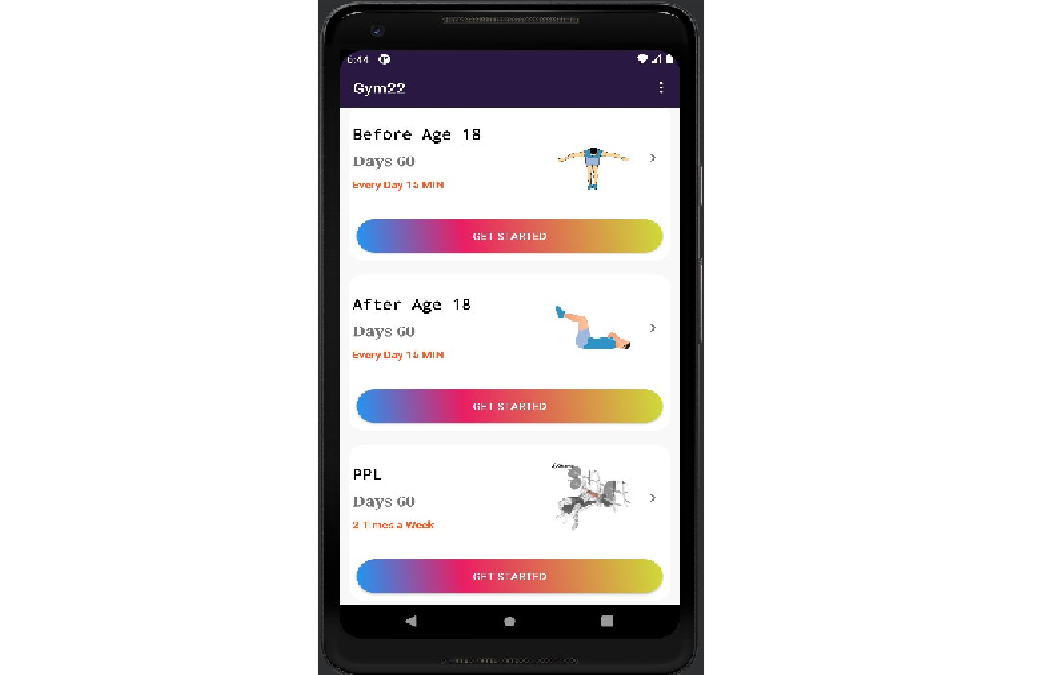 6:44
Gym22
Before Age 18
Days 60
Every Day 15 MIN
GET STARTED
After Age 18
Days 60
Every Day 15 MIN
GET STARTED
PPL
Days 60
2 Times a Week
GET STARTED